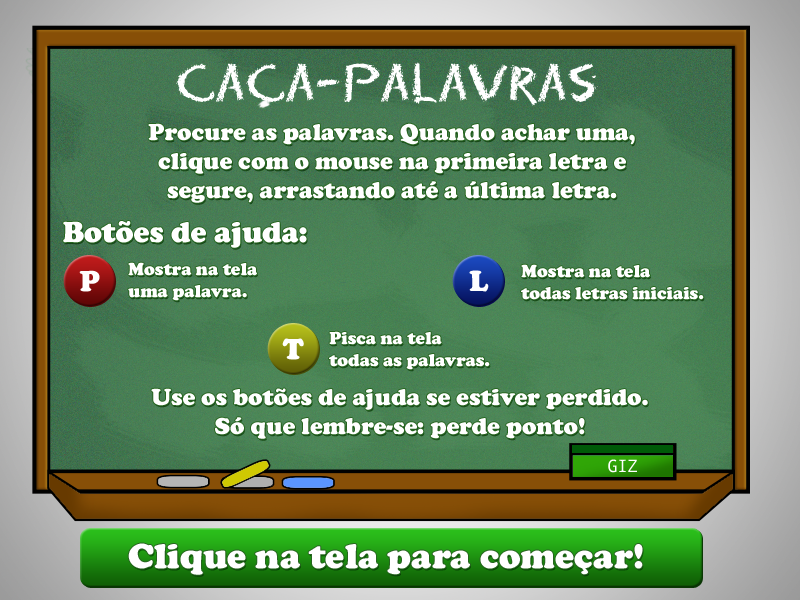 CAÇA-PALAVRAS
Procure as palavras. Quando achar uma,
clique com o mouse na primeira letra e
segure, arrastando até a última letra.
Botões de ajuda:
P
Mostra na tela
uma palavra.
L
Mostra na tela
todas letras iniciais.
T
Pisca na tela
todas as palavras.
Use os botões de ajuda se estiver perdido.
Só que lembre-se: perde ponto!
GIZ
Clique na tela para começar!